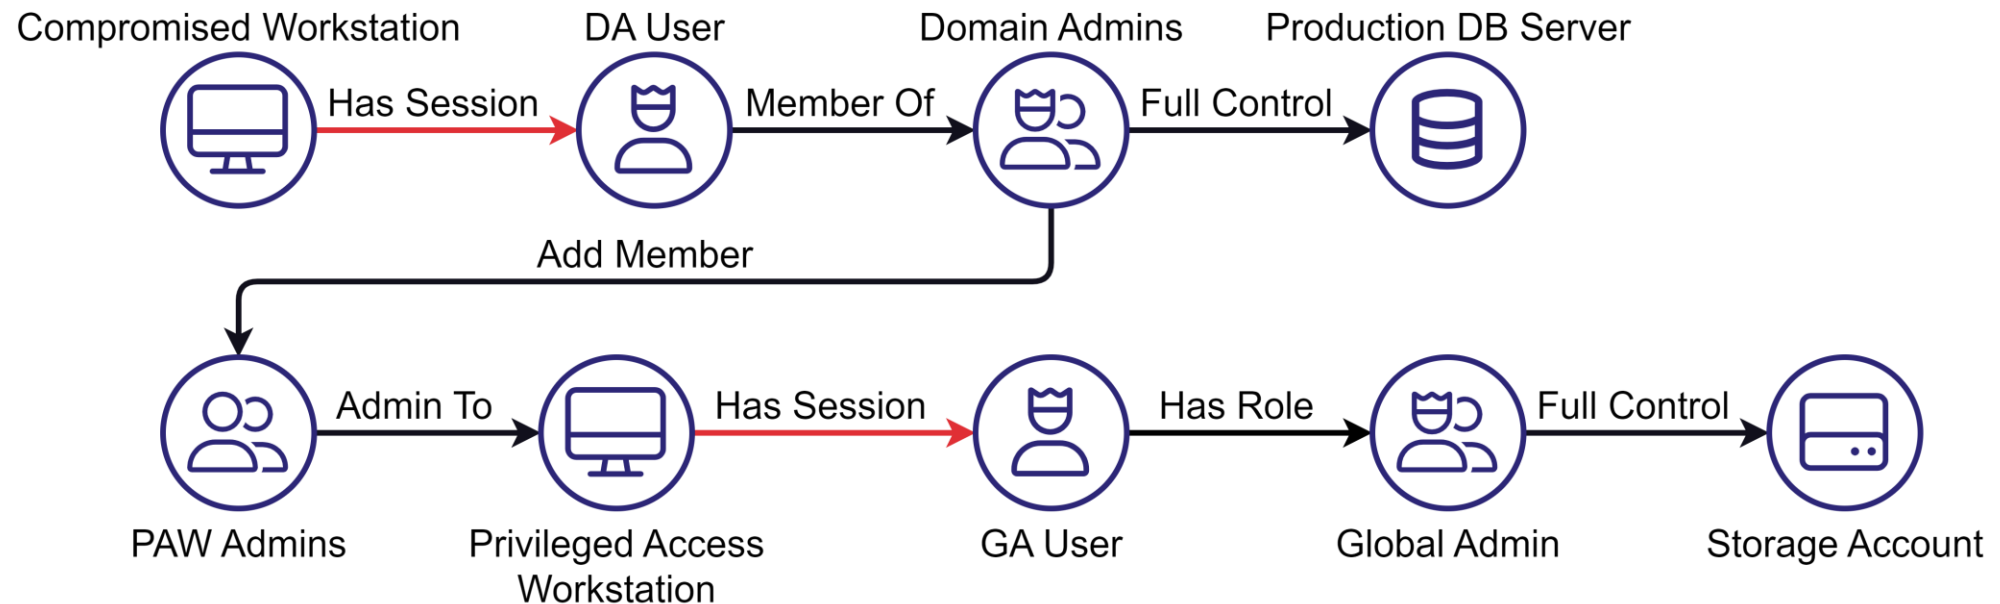 Compromised Workstation
DA User
Domain Admins
Production DB Server
Has Session
Member Of
Full Control
Add Member
Admin To
Has Session
Has Role
Full Control
PAW Admins
Privileged Access
Workstation
GA User
Global Admin
Storage Account